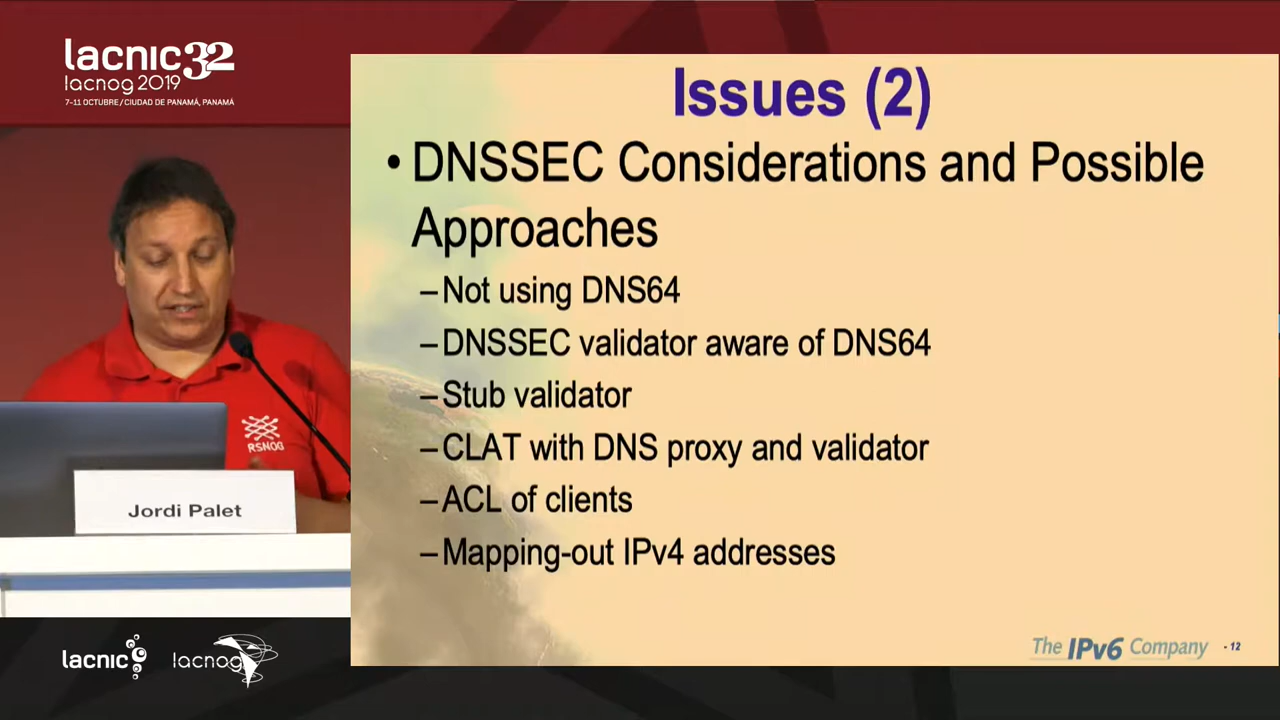 lacnic32
lacnog 2019
7-11 OCTUBRE / CIUDAD DE PANAMÁ, PANAMÁ
Issues (2)
• DNSSEC Considerations and Possible
Approaches
–Not using DNS64
–DNSSEC validator aware of DNS64
–Stub validator
–CLAT with DNS proxy and validator
–ACL of clients
–Mapping-out IPv4 addresses
RSNOG
Jordi Palet
lacnic
lacnog
The IPv6 Company
- 12